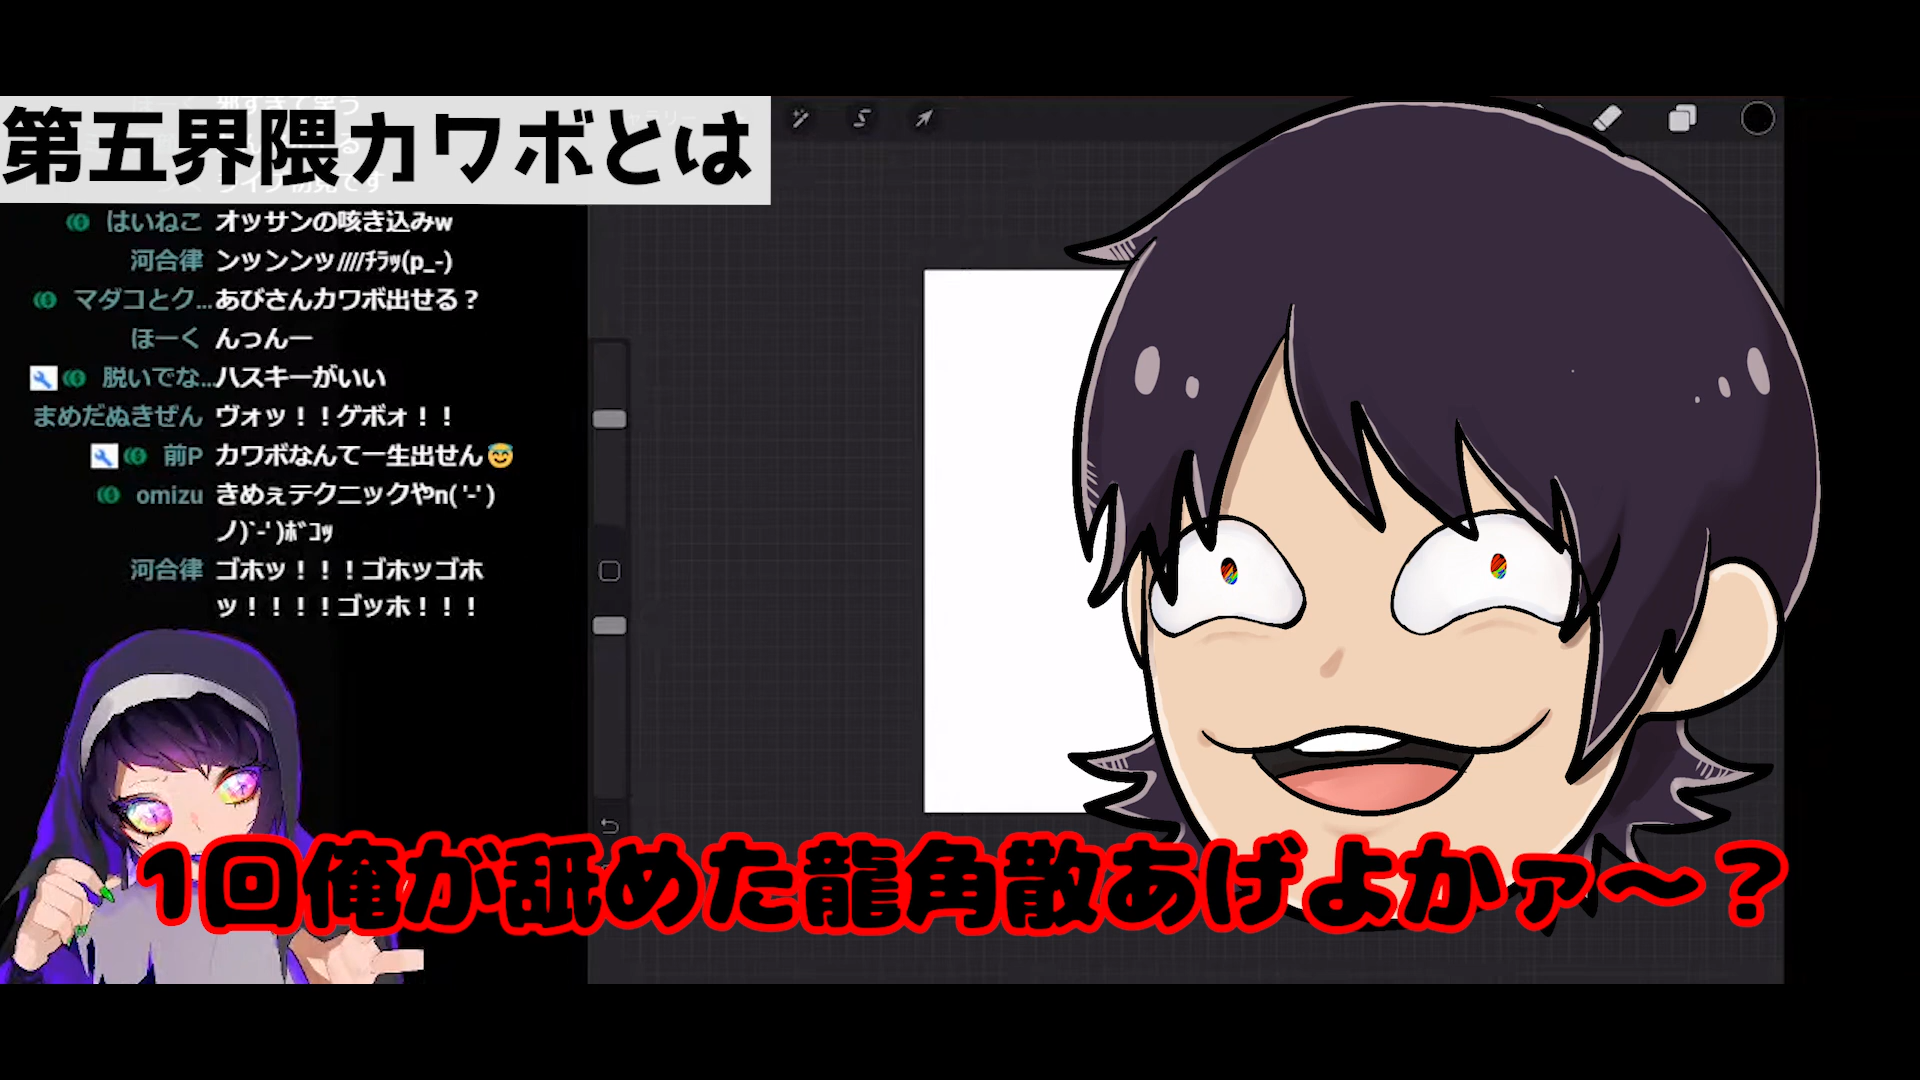 第五界隈カワボとは
はいねこ オッサンの咳き込みw
河合律 ンッンンッ////ﾁﾗｯ(p_-)
マダコとク... あびさんカワボ出せる？
ほーく んっんー
脱いでな... ハスキーがいい
まめだぬきぜん ヴォッ！！ゲボォ！！
前P カワボなんて一生出せん😇
omizu きめぇテクニックやn( '-' )
ノ)`-' )ﾎﾞｺｯ
河合律 ゴホッ！！！ゴホッゴホ
ッ！！！！ゴッホ！！！
1回俺が舐めた龍角散あげよかァ～？